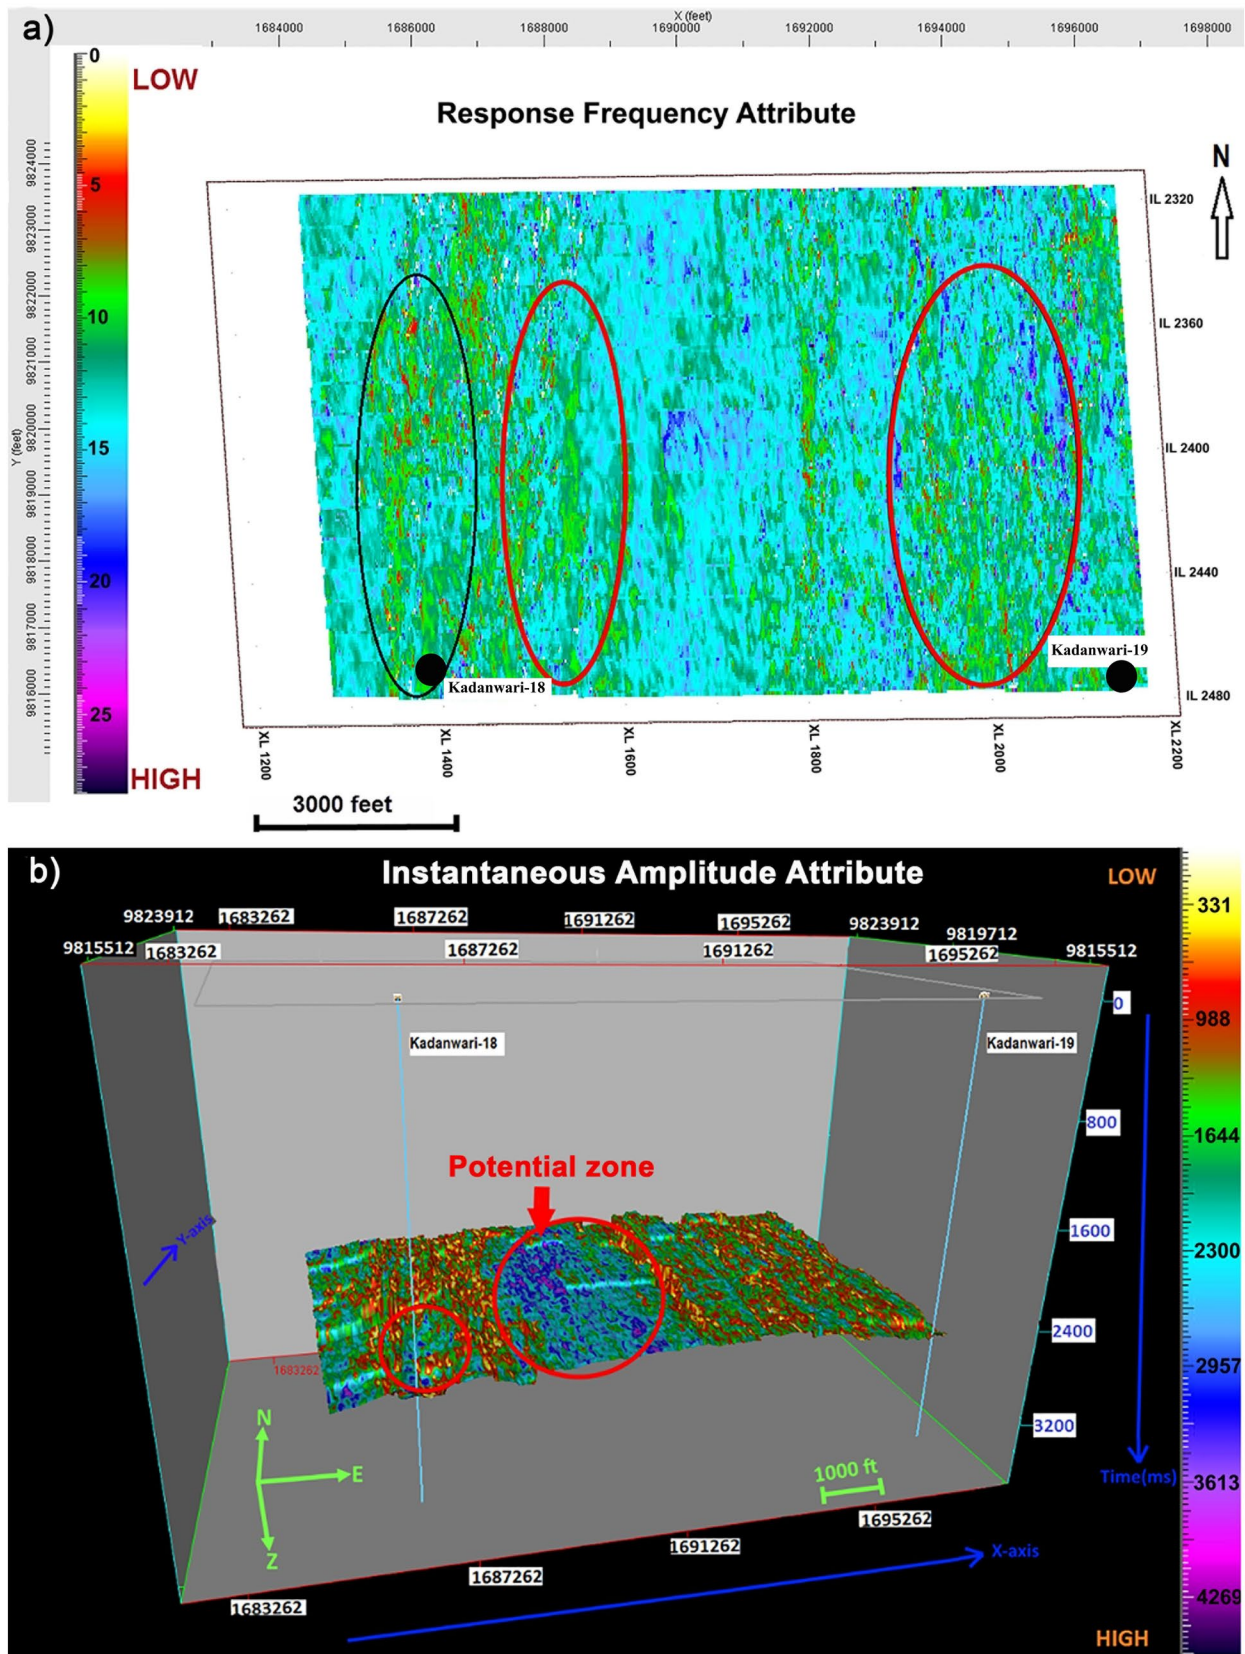 a)
X (feet)
1684000 1686000 1688000 1690000 1692000 1694000 1696000 1698000
0
LOW
Response Frequency Attribute
N
9824000
9823000
9822000
9821000
9820000
9819000
9818000
9817000
9816000
Y (feet)
5
10
15
20
25
HIGH
IL 2320
IL 2360
IL 2400
IL 2440
IL 2480
Kadanwari-18
Kadanwari-19
XL 1200 XL 1400 XL 1600 XL 1800 XL 2000 XL 2200
3000 feet
b)
Instantaneous Amplitude Attribute
LOW
9823912 1683262 1687262 1691262 1695262 9823912 9819712
9815512 1683262 1687262 1691262 1695262 9815512
331
988
1644
2300
2957
3613
4269
HIGH
0
800
1600
2400
3200
Time(ms)
Kadanwari-18
Kadanwari-19
Potential zone
Y-axis
1683262
N
E
Z
1000 ft
1695262
1691262
1687262
1683262
X-axis